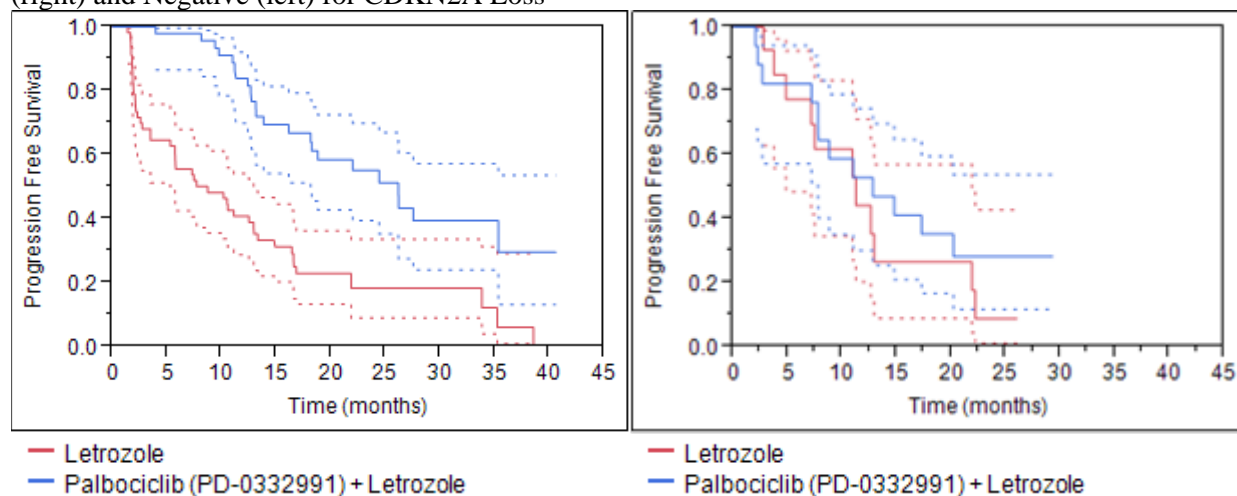 (right) and Negative (left) for CDKN2A Loss
1.0
0.8
0.6
0.4
0.2
0.0
Progression Free Survival
0 5 10 15 20 25 30 35 40 45
Time (months)
Letrozole
Palbociclib (PD-0332991) + Letrozole
1.0
0.8
0.6
0.4
0.2
0.0
Progression Free Survival
0 5 10 15 20 25 30 35 40 45
Time (months)
Letrozole
Palbociclib (PD-0332991) + Letrozole